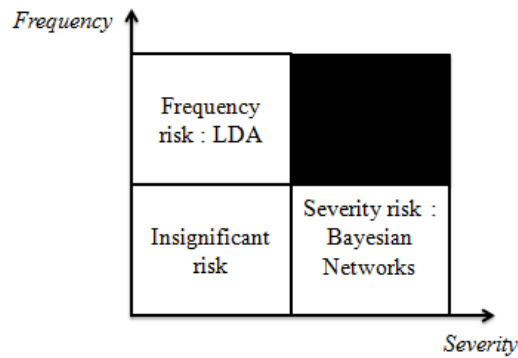 Frequency
Frequency
risk : LDA
Insignificant
risk
Severity risk :
Bayesian
Networks
Severity